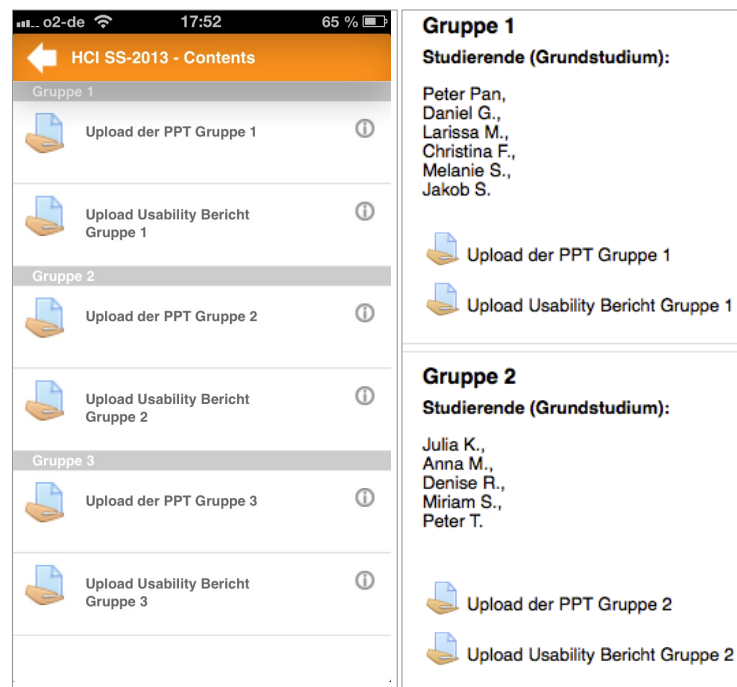 o2-de 17:52 65 %
HCI SS-2013 - Contents
Gruppe 1
Upload der PPT Gruppe 1
Upload Usability Bericht
Gruppe 1
Gruppe 2
Upload der PPT Gruppe 2
Upload Usability Bericht
Gruppe 2
Gruppe 3
Upload der PPT Gruppe 3
Upload Usability Bericht
Gruppe 3
Gruppe 1
Studierende (Grundstudium):
Peter Pan,
Daniel G.,
Larissa M.,
Christina F.,
Melanie S.,
Jakob S.
Upload der PPT Gruppe 1
Upload Usability Bericht Gruppe 1
Gruppe 2
Studierende (Grundstudium):
Julia K.,
Anna M.,
Denise R.,
Miriam S.,
Peter T.
Upload der PPT Gruppe 2
Upload Usability Bericht Gruppe 2